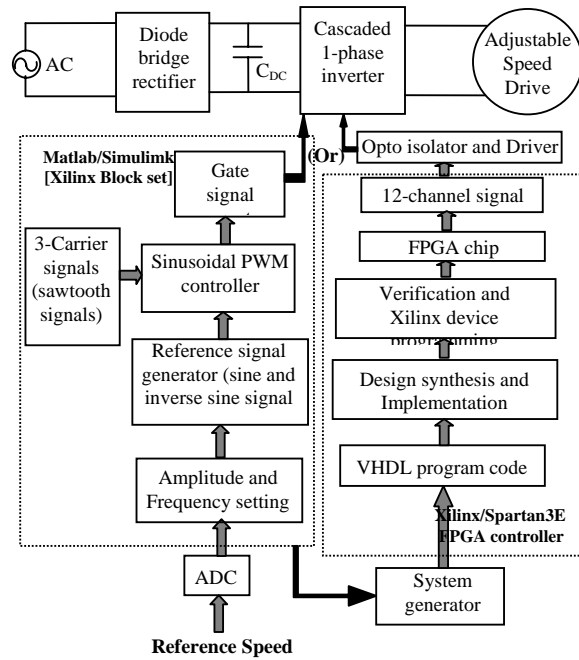 AC
Diode
bridge
rectifier
C_DC
Cascaded
1-phase
inverter
Adjustable
Speed
Drive
Matlab/Simulimk
[Xilinx Block set]
(Or)
Opto isolator and Driver
Gate
signal
12-channel signal
3-Carrier
signals
(sawtooth
signals)
Sinusoidal PWM
controller
FPGA chip
Verification and
Xilinx device
programming
Reference signal
generator (sine and
inverse sine signal
Design synthesis and
Implementation
Amplitude and
Frequency setting
VHDL program code
Xilinx/Spartan3E
FPGA controller
ADC
System
generator
Reference Speed